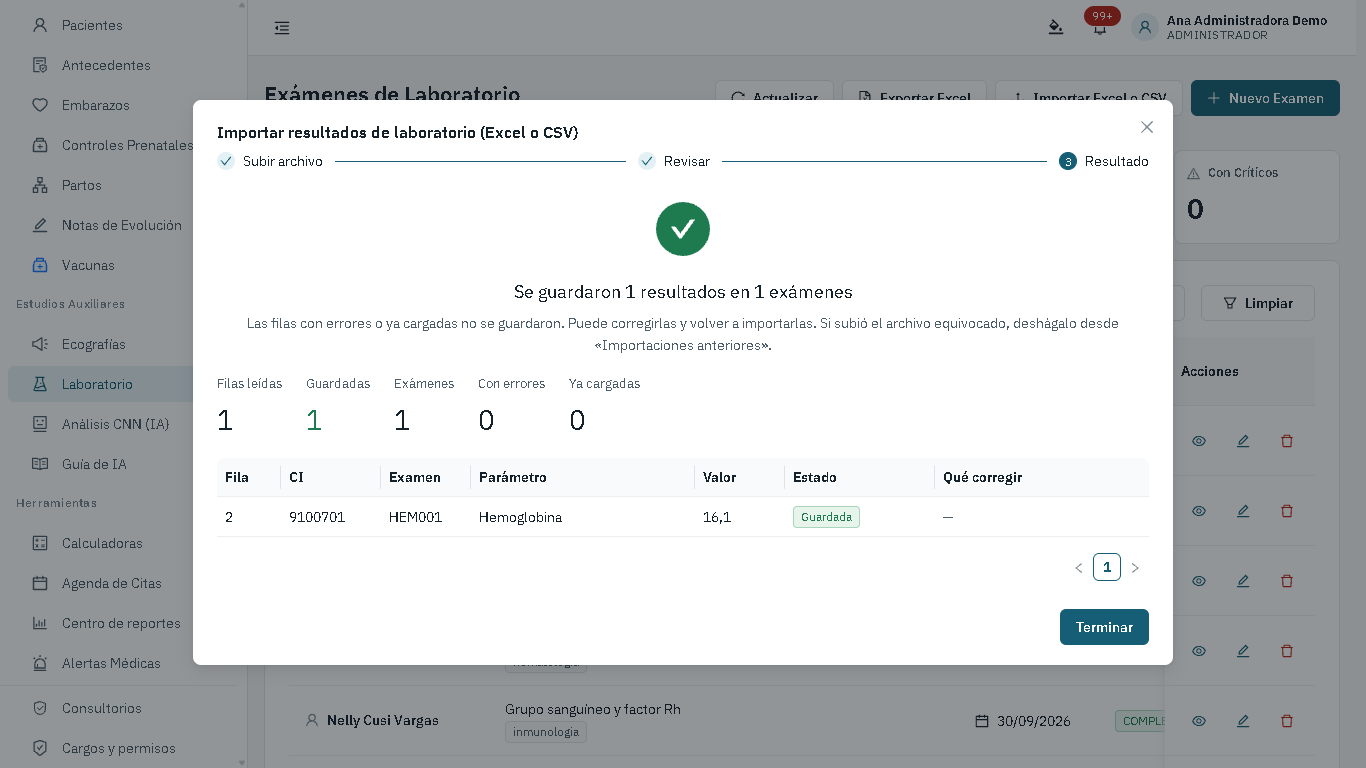 Pacientes
Antecedentes
Embarazos
Controles Prenatales
Partos
Notas de Evolución
Vacunas
Estudios Auxiliares
Ecografías
Laboratorio
Análisis CNN (IA)
Guía de IA
Herramientas
Calculadoras
Agenda de Citas
Centro de reportes
Alertas Médicas
Consultorios
Cargos y permisos
99+
Ana Administradora Demo
ADMINISTRADOR
Exámenes de Laboratorio
Actualizar
Exportar Excel
Importar Excel o CSV
Nuevo Examen
Con Críticos
0
Limpiar
Acciones
Importar resultados de laboratorio (Excel o CSV)
Subir archivo
Revisar
3 Resultado
Se guardaron 1 resultados en 1 exámenes
Las filas con errores o ya cargadas no se guardaron. Puede corregirlas y volver a importarlas. Si subió el archivo equivocado, deshágalo desde
«Importaciones anteriores».
Filas leídas Guardadas Exámenes Con errores Ya cargadas
1 1 1 0 0
Fila CI Examen Parámetro Valor Estado Qué corregir
2 9100701 HEM001 Hemoglobina 16,1 Guardada —
1
Terminar
hematología
Nelly Cusi Vargas
Grupo sanguíneo y factor Rh
inmunologia
30/09/2026
COMPLE